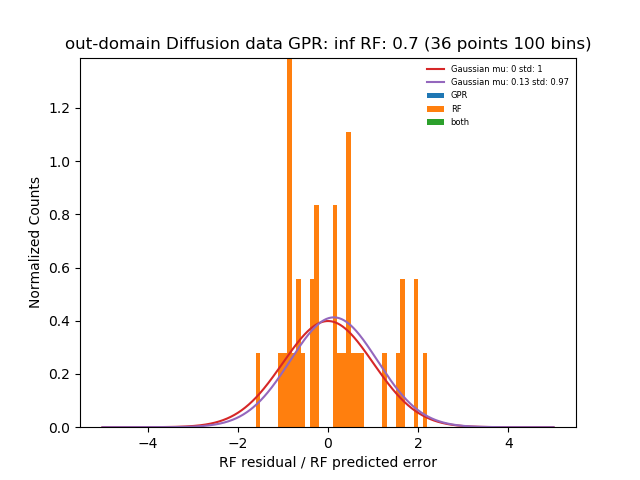 out-domain Diffusion data GPR: inf RF: 0.7 (36 points 100 bins)
Gaussian mu: 0 std: 1
Gaussian mu: 0.13 std: 0.97
GPR
RF
both
Normalized Counts
1.2
1.0
0.8
0.6
0.4
0.2
0.0
−4
−2
0
2
4
RF residual / RF predicted error